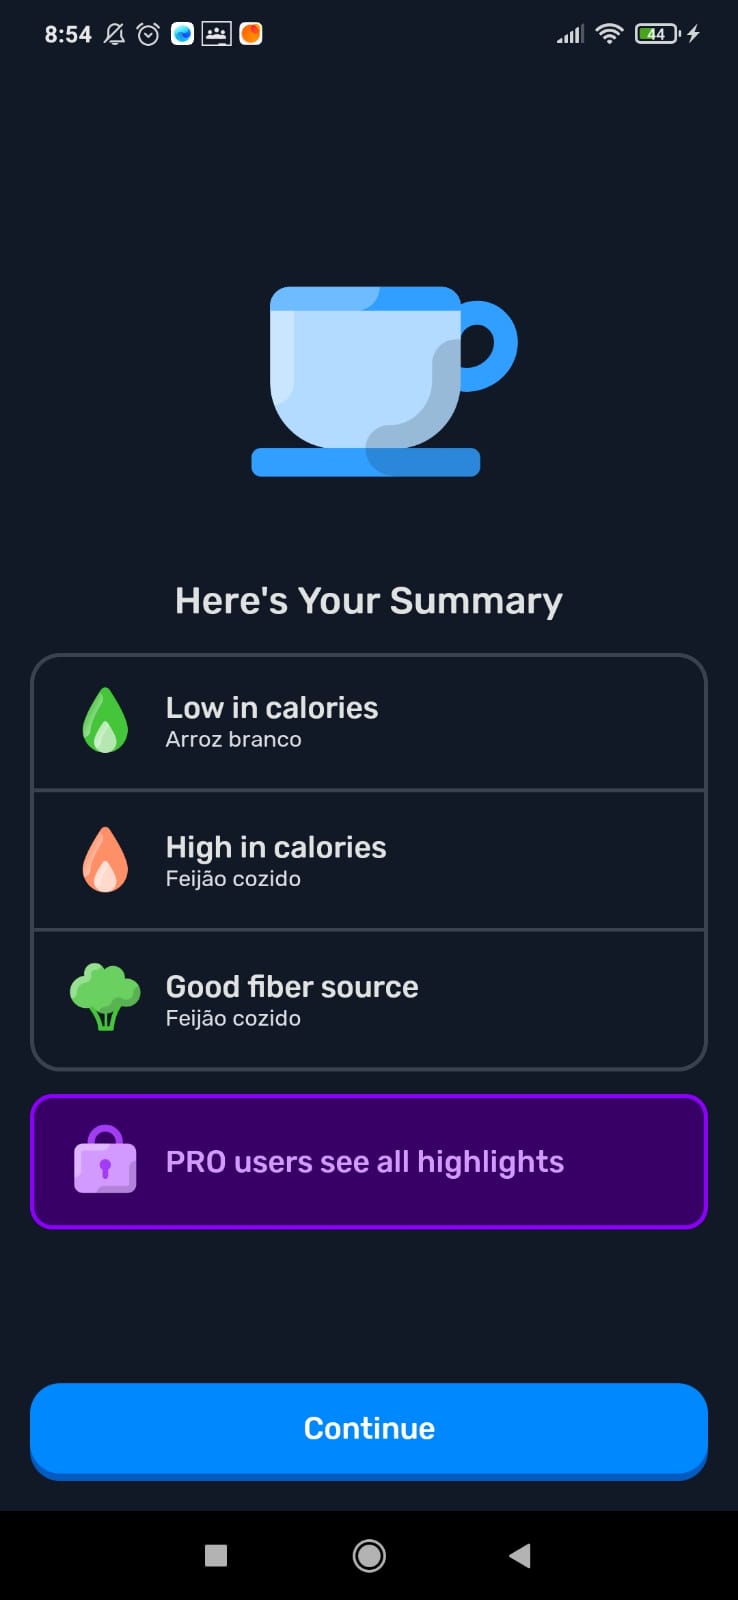 8:54
44
Here's Your Summary
Low in calories
Arroz branco
High in calories
Feijão cozido
Good fiber source
Feijão cozido
PRO users see all highlights
Continue